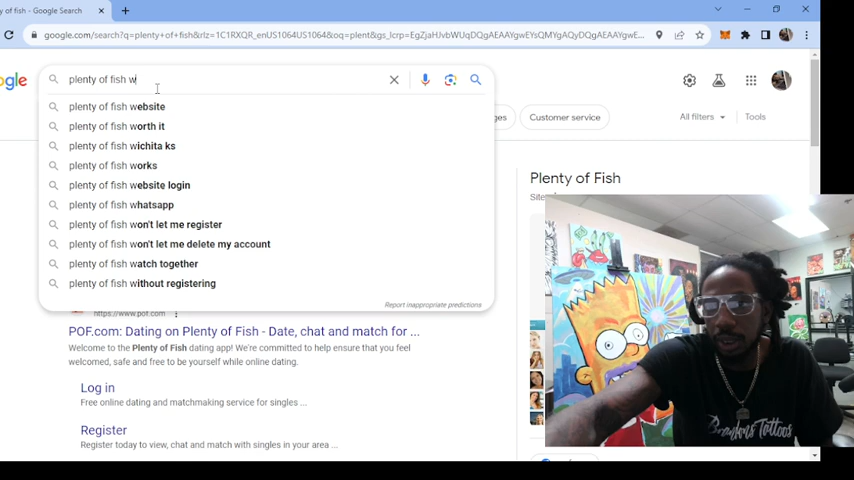 ty of fish - Google Search
google.com/search?q=plenty+of+fish&rlz=1C1RXQR_enUS1064US1064&oq=plent&gs_lcrp=EgZjaHJvbWUqDQgAEAAYgwEYsQMYgAQyDQgAEAAYgwE...
ogle
plenty of fish w
plenty of fish website
plenty of fish worth it
plenty of fish wichita ks
plenty of fish works
plenty of fish website login
plenty of fish whatsapp
plenty of fish won't let me register
plenty of fish won't let me delete my account
plenty of fish watch together
plenty of fish without registering
Report inappropriate predictions
ges
Customer service
All filters
Tools
Plenty of Fish
https://www.pof.com
POF.com: Dating on Plenty of Fish - Date, chat and match for ...
Welcome to the Plenty of Fish dating app! We're committed to help ensure that you feel
welcomed, safe and free to be yourself while online dating.
Log in
Free online dating and matchmaking service for singles ...
Register
Register today to view, chat and match with singles in your area ...
Brandons Tattoos